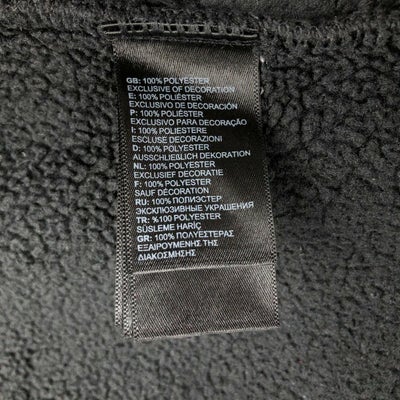 GB: 100% POLYESTER
EXCLUSIVE OF DECORATION
E: 100% POLIÉSTER
EXCLUSIVO DE DECORACIÓN
P: 100% POLIÉSTER
EXCLUSIVO PARA DECORAÇÃO
I: 100% POLIESTERE
ESCLUSE DECORAZIONI
D: 100% POLYESTER
AUSSCHLIEßLICH DEKORATION
NL: 100% POLYESTER
EXCLUSIEF DECORATIE
F: 100% POLYESTER
SAUF DÉCORATION
RU: 100% ПОЛИЭСТЕР
ЭКСКЛЮЗИВНЫЕ УКРАШЕНИЯ
TR: %100 POLYESTER
SÜSLEME HARİÇ
GR: 100% ΠΟΛΥΕΣΤΕΡΑΣ
ΕΞΑΙΡΟΥΜΕΝΗΣ ΤΗΣ
ΔΙΑΚΟΣΜΗΣΗΣ